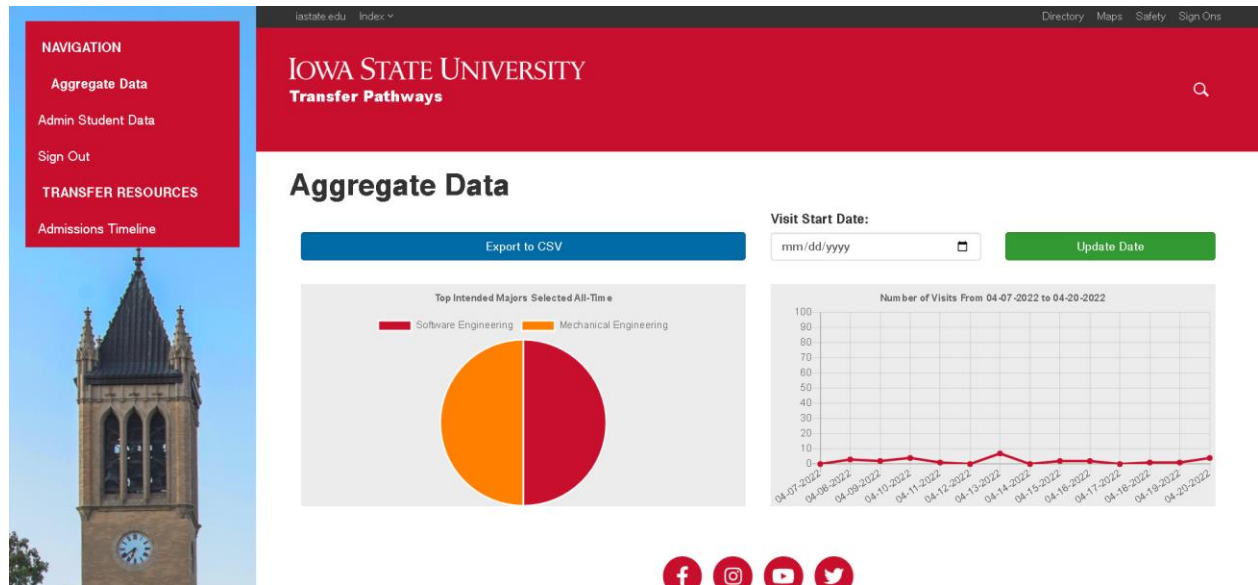 iastate.edu Index
Directory Maps Safety Sign Ons
NAVIGATION
Aggregate Data
Admin Student Data
Sign Out
TRANSFER RESOURCES
Admissions Timeline
IOWA STATE UNIVERSITY
Transfer Pathways
Aggregate Data
Visit Start Date:
Export to CSV
mm/dd/yyyy
Update Date
Top Intended Majors Selected All-Time
Software Engineering Mechanical Engineering
Number of Visits From 04-07-2022 to 04-20-2022
100
90
80
70
60
50
40
30
20
10
0
04-07-2022 04-08-2022 04-09-2022 04-10-2022 04-11-2022 04-12-2022 04-13-2022 04-14-2022 04-15-2022 04-16-2022 04-17-2022 04-18-2022 04-19-2022 04-20-2022